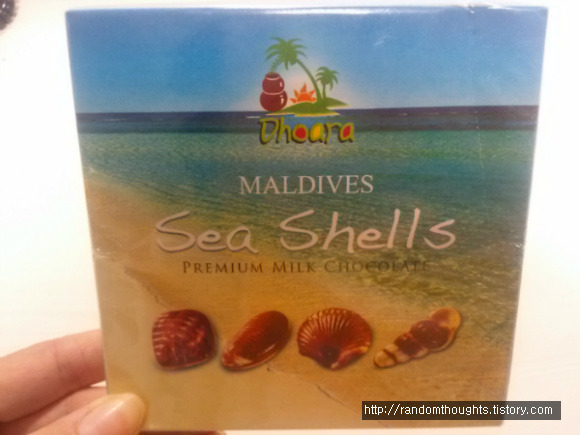 Dhoara
MALDIVES
Sea Shells
PREMIUM MILK CHOCOLATE
http://randomthoughts.tistory.com